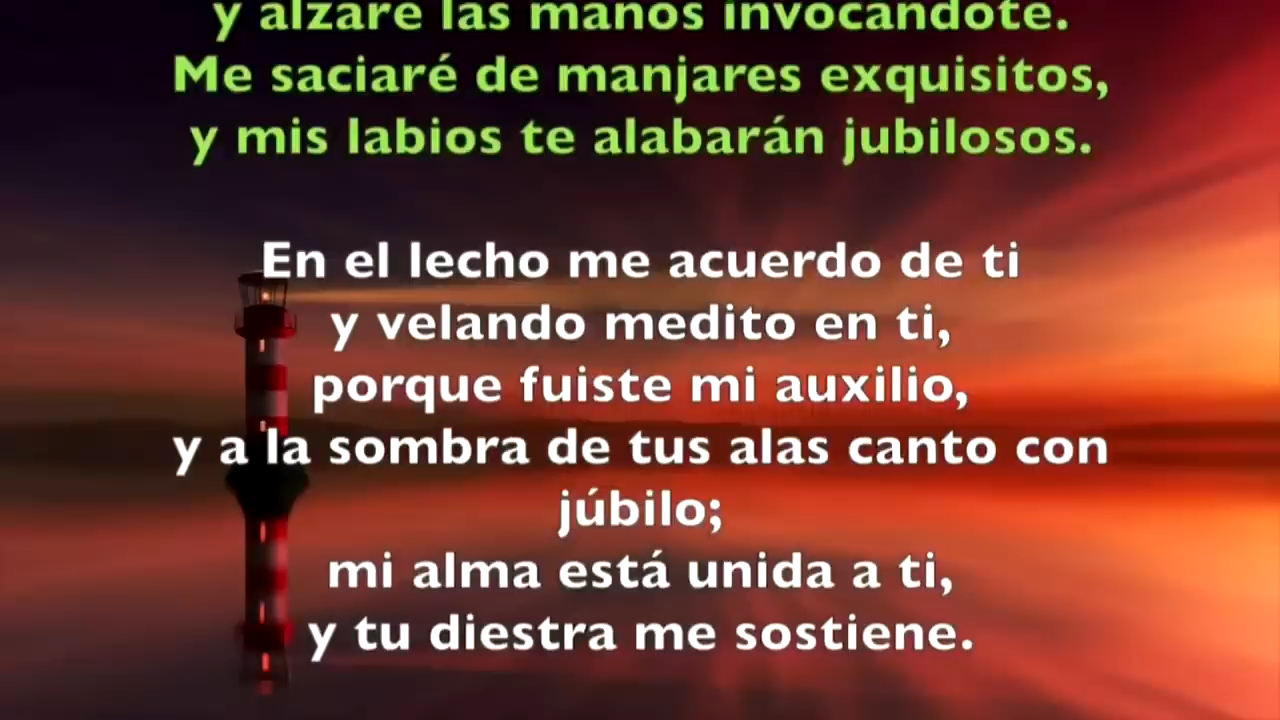 y alzaré las manos invocándote.
Me saciaré de manjares exquisitos,
y mis labios te alabarán jubilosos.
En el lecho me acuerdo de ti
y velando medito en ti,
porque fuiste mi auxilio,
y a la sombra de tus alas canto con
júbilo;
mi alma está unida a ti,
y tu diestra me sostiene.